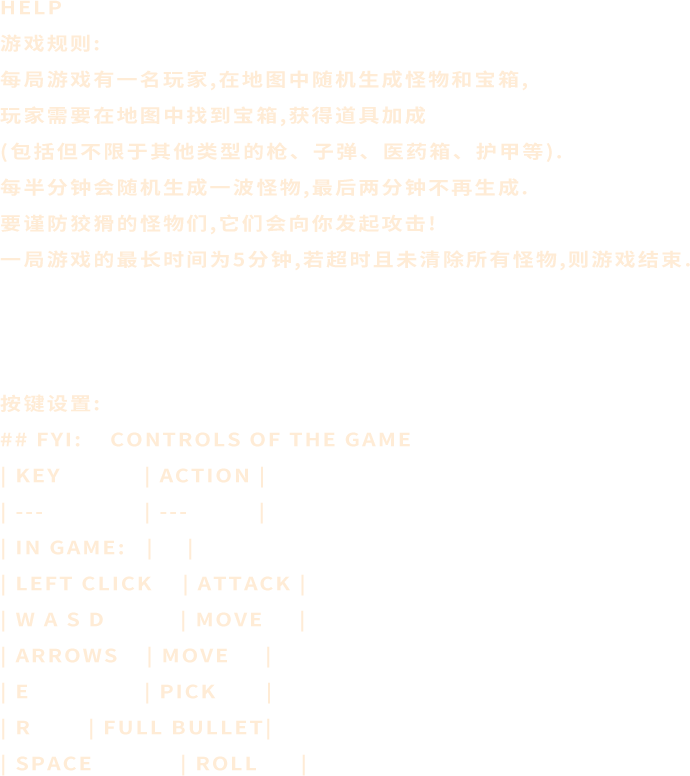 HELP
游戏规则:
每局游戏有一名玩家,在地图中随机生成怪物和宝箱,
玩家需要在地图中找到宝箱,获得道具加成
(包括但不限于其他类型的枪、子弹、医药箱、护甲等).
每半分钟会随机生成一波怪物,最后两分钟不再生成.
要谨防狡猾的怪物们,它们会向你发起攻击!
一局游戏的最长时间为5分钟,若超时且未清除所有怪物,则游戏结束.
按键设置:
## FYI: CONTROLS OF THE GAME
| KEY | ACTION |
| --- | --- |
| IN GAME: | |
| LEFT CLICK | ATTACK |
| W A S D | MOVE |
| ARROWS | MOVE |
| E | PICK |
| R | FULL BULLET|
| SPACE | ROLL |